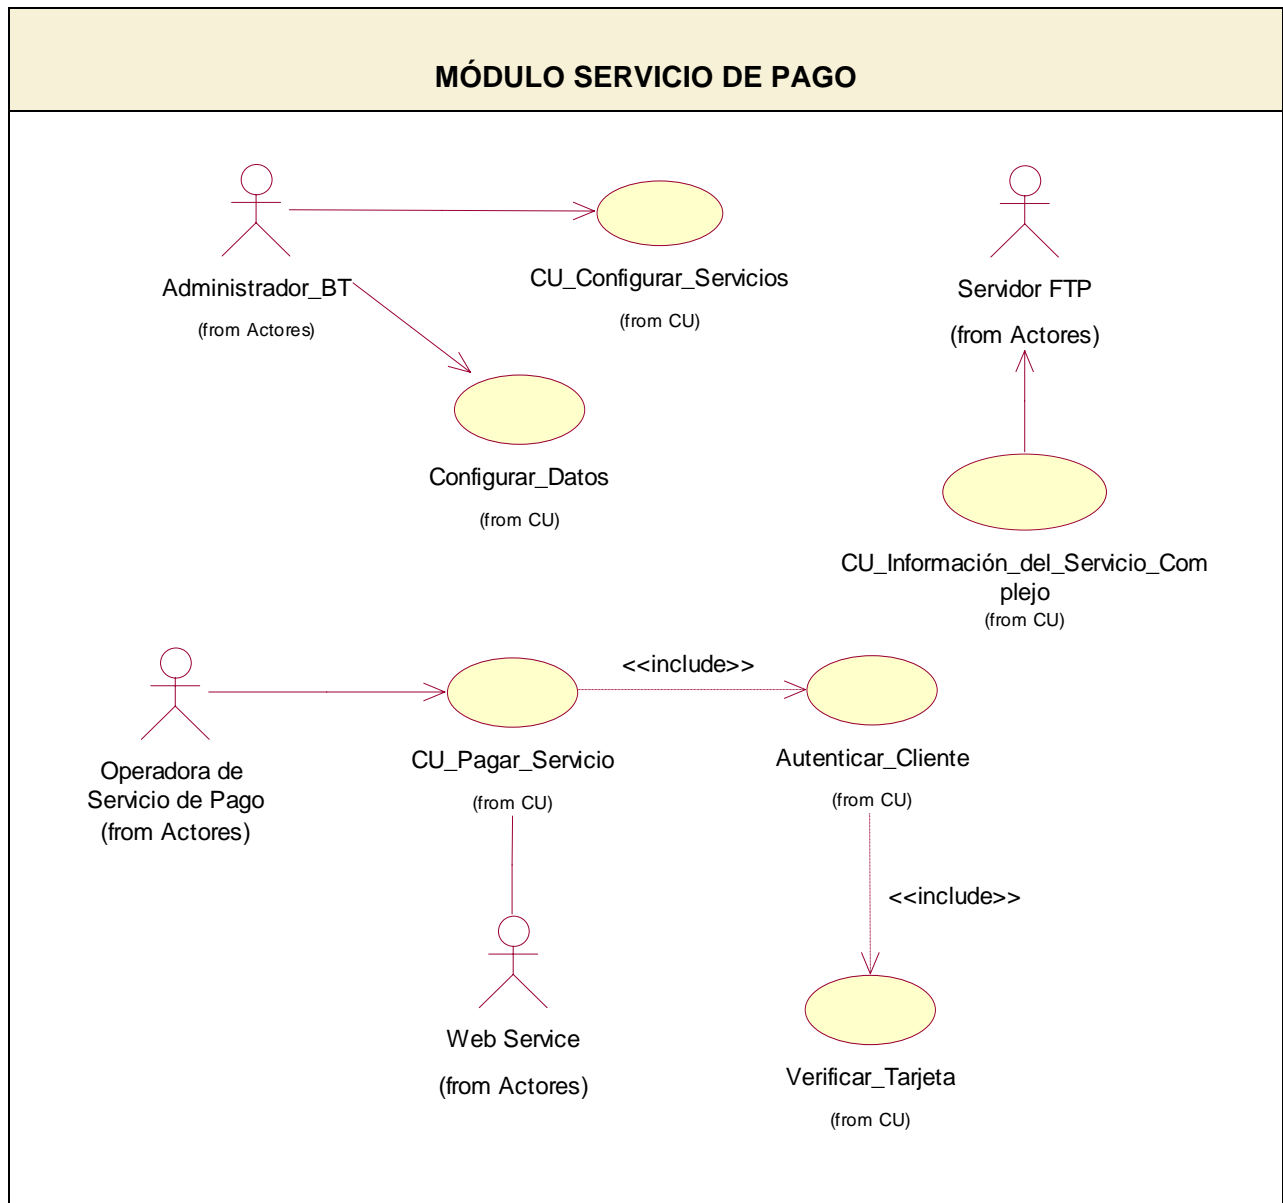 MÓDULO SERVICIO DE PAGO
Administrador_BT
(from Actores)
CU_Configurar_Servicios
(from CU)
Servidor FTP
(from Actores)
Configurar_Datos
(from CU)
CU_Información_del_Servicio_Com
plejo
(from CU)
Operadora de
Servicio de Pago
(from Actores)
CU_Pagar_Servicio
(from CU)
<<include>>
Autenticar_Cliente
(from CU)
<<include>>
Web Service
(from Actores)
Verificar_Tarjeta
(from CU)